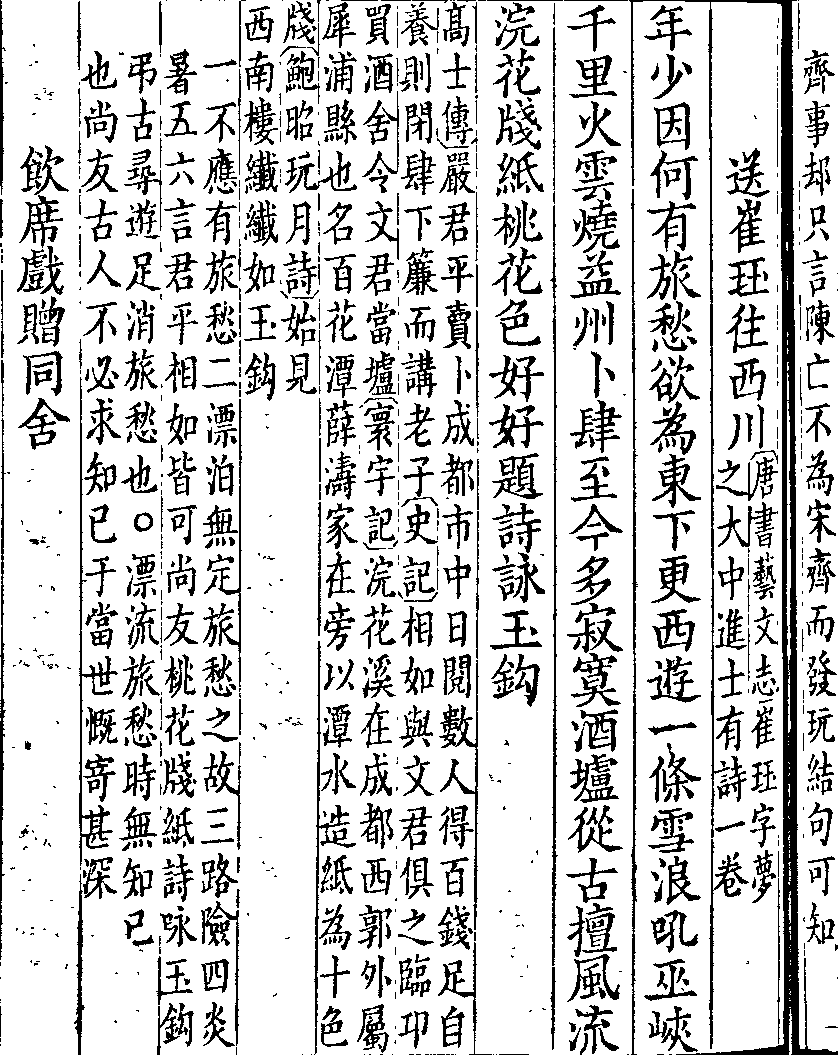 齊事却只言陳亡不為宋齊而發玩結句可知
送崔珏往西川
唐書藝文志崔珏字夢
之大中進士有詩一卷
年少因何有旅愁欲為東下更西遊一條雪浪吼巫峽
千里火雲燒益州卜肆至今多寂寞酒壚從古擅風流
浣花牋紙桃花色好好題詩詠玉鈎
高士傳嚴君平賣卜成都市中日閱數人得百錢足自
養則閉肆下簾而講老子史記相如與文君俱之臨卭
買酒舍令文君當壚寰宇記浣花溪在成都西郭外屬
犀浦縣也名百花潭薛濤家在旁以潭水造紙為十色
牋鮑昭玩月詩始見
西南樓纖纖如玉鈎
一不應有旅愁二漂泊無定旅愁之故三路險四炎
暑五六言君平相如皆可尚友桃花牋紙詩咏玉鈎
弔古尋遊足消旅愁也○漂流旅愁時無知已
也尚友古人不必求知已于當世慨寄甚深
飲席戲贈同舍